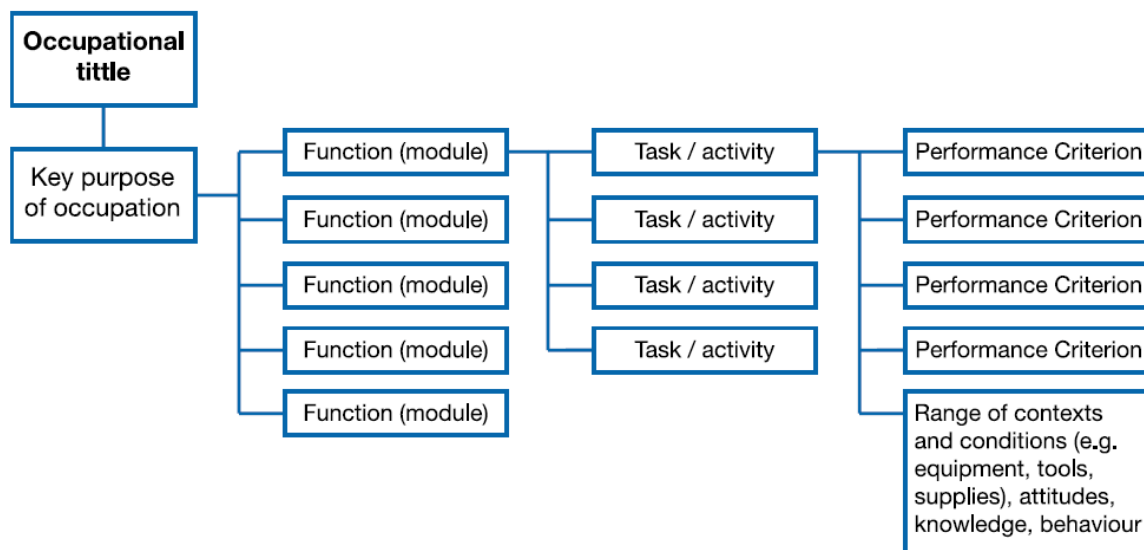 Occupational
tittle
Key purpose
of occupation
Function (module)
Function (module)
Function (module)
Function (module)
Function (module)
Task / activity
Task / activity
Task / activity
Task / activity
Performance Criterion
Performance Criterion
Performance Criterion
Performance Criterion
Range of contexts
and conditions (e.g.
equipment, tools,
supplies), attitudes,
knowledge, behaviour